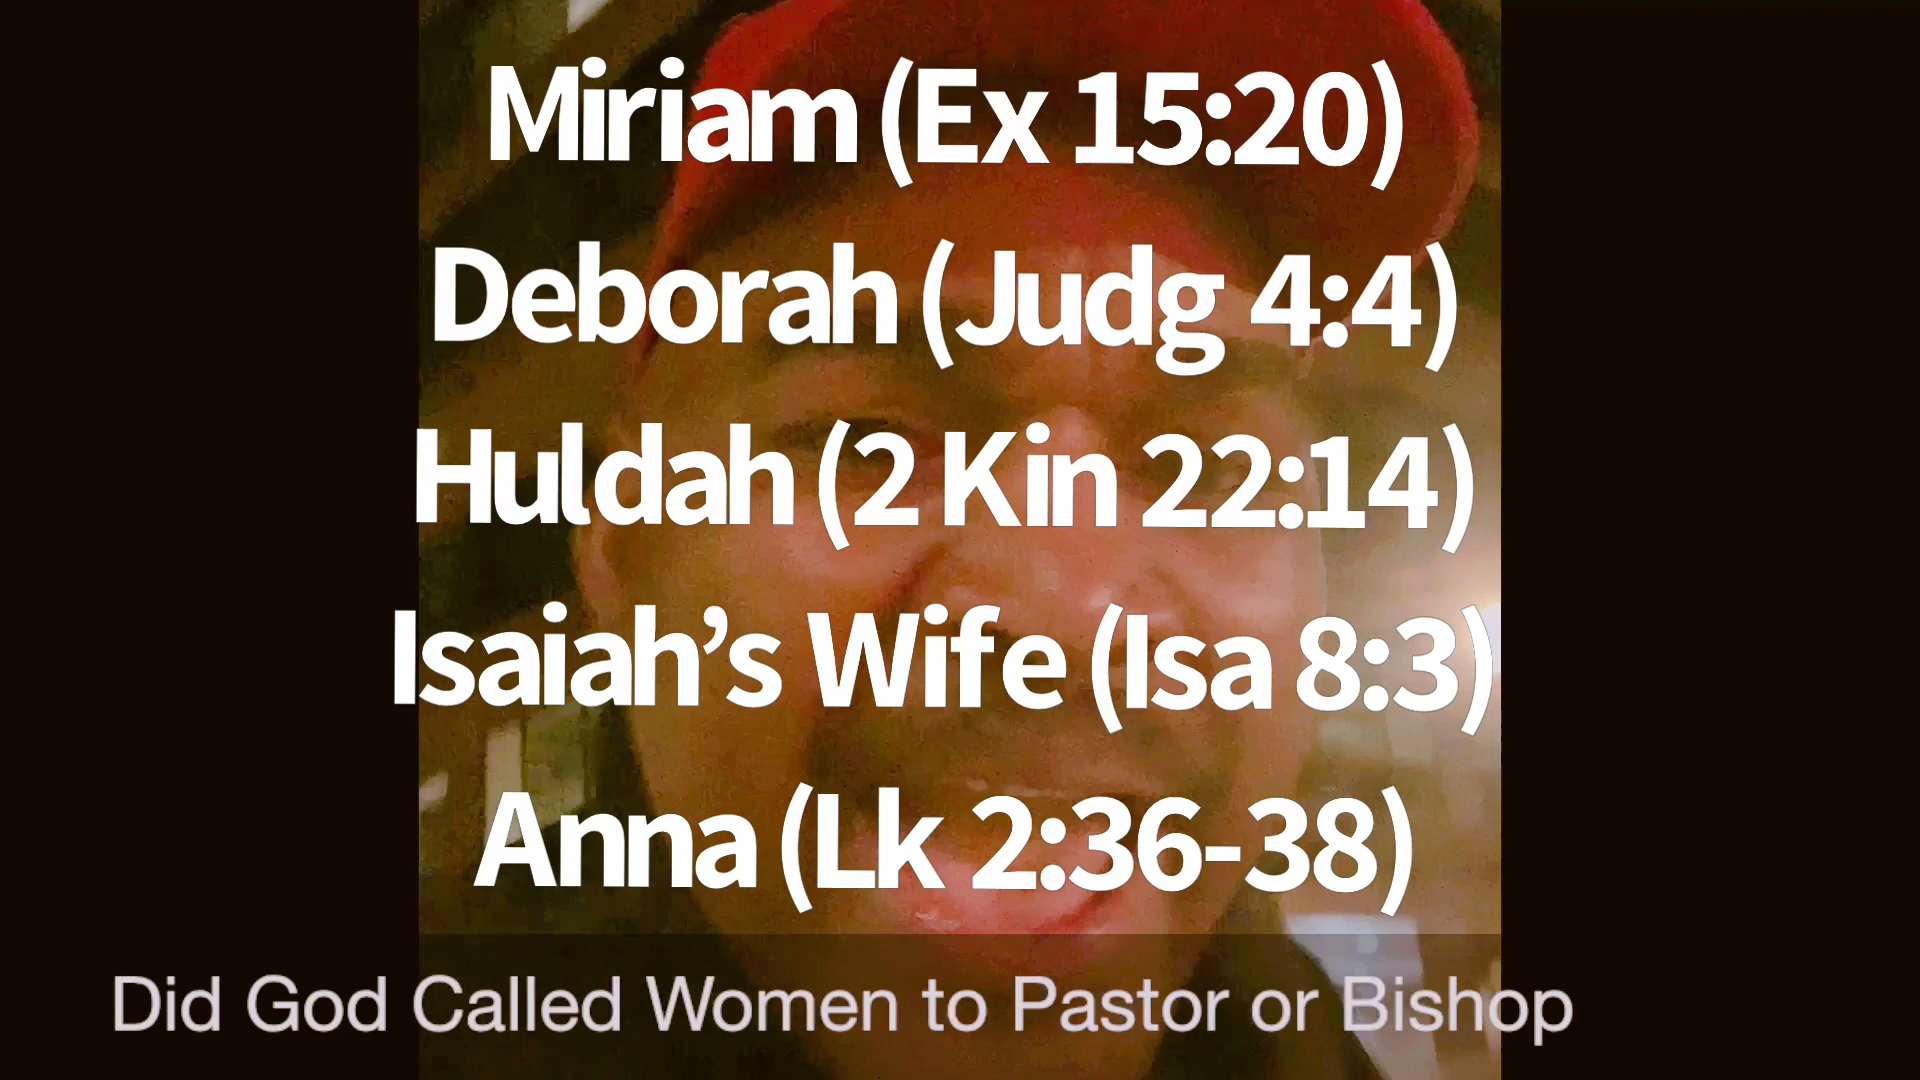 Miriam (Ex 15:20)
Deborah (Judg 4:4)
Huldah (2 Kin 22:14)
Isaiah’s Wife (Isa 8:3)
Anna (Lk 2:36-38)
Did God Called Women to Pastor or Bishop